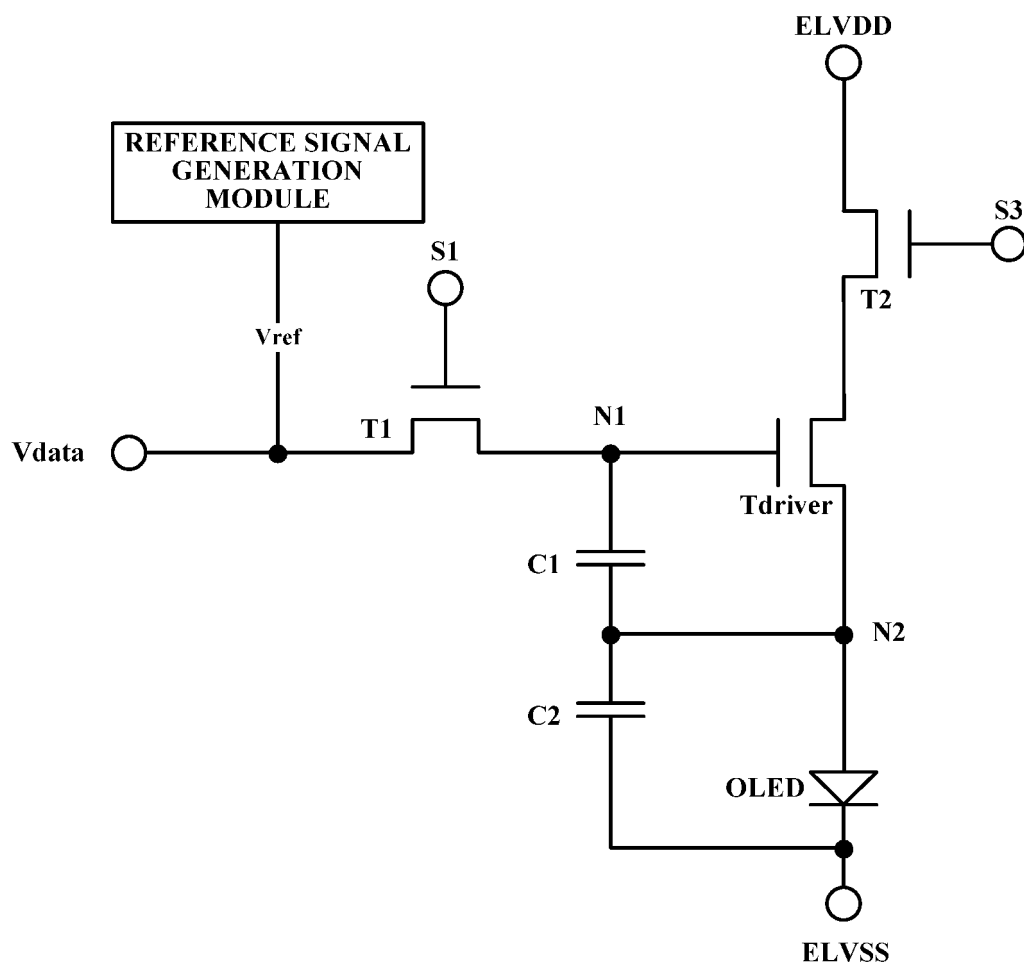 ELVDD
REFERENCE SIGNAL
GENERATION
MODULE
S3
S1
T2
Vref
N1
T1
Vdata
Tdriver
C1
N2
C2
OLED
ELVSS